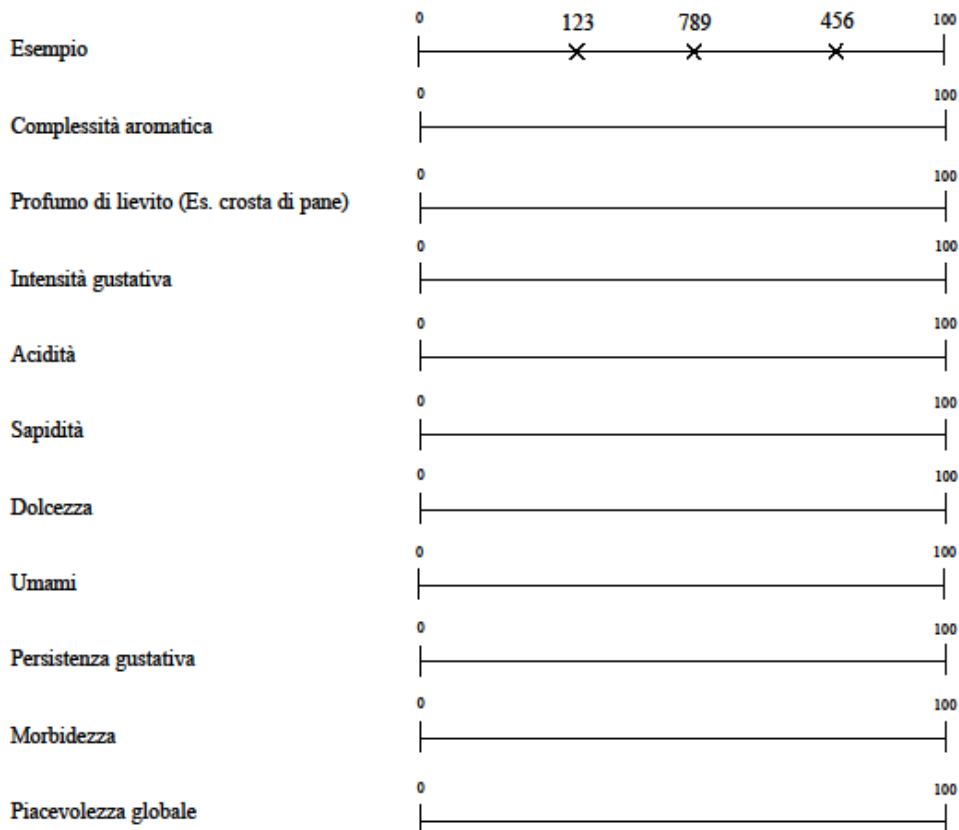 0 123 789 456 100
Esempio
0 100
Complessità aromatica
0 100
Profumo di lievito (Es. crosta di pane)
0 100
Intensità gustativa
0 100
Acidità
0 100
Sapidità
0 100
Dolcezza
0 100
Umami
0 100
Persistenza gustativa
0 100
Morbidezza
0 100
Piacevolezza globale